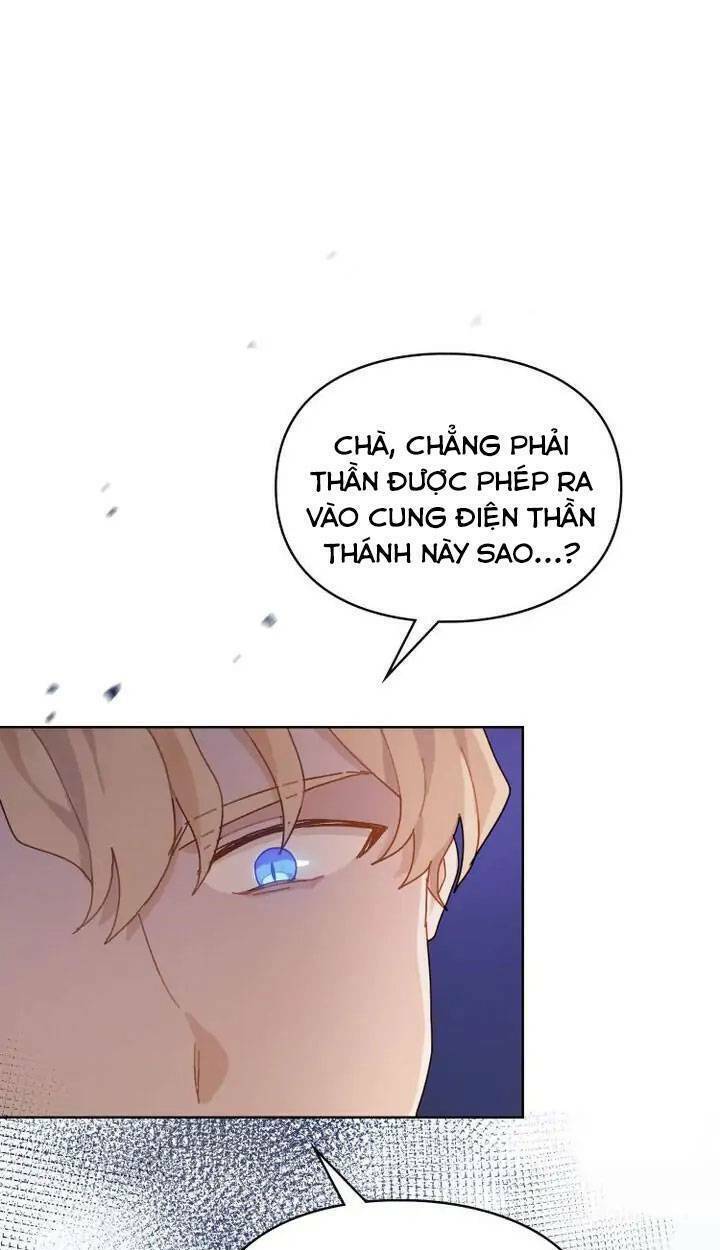 CHÀ, CHẲNG PHẢI
THẦN ĐƯỢC PHÉP RA
VÀO CUNG ĐIỆN THẦN
THÁNH NÀY SAO...?